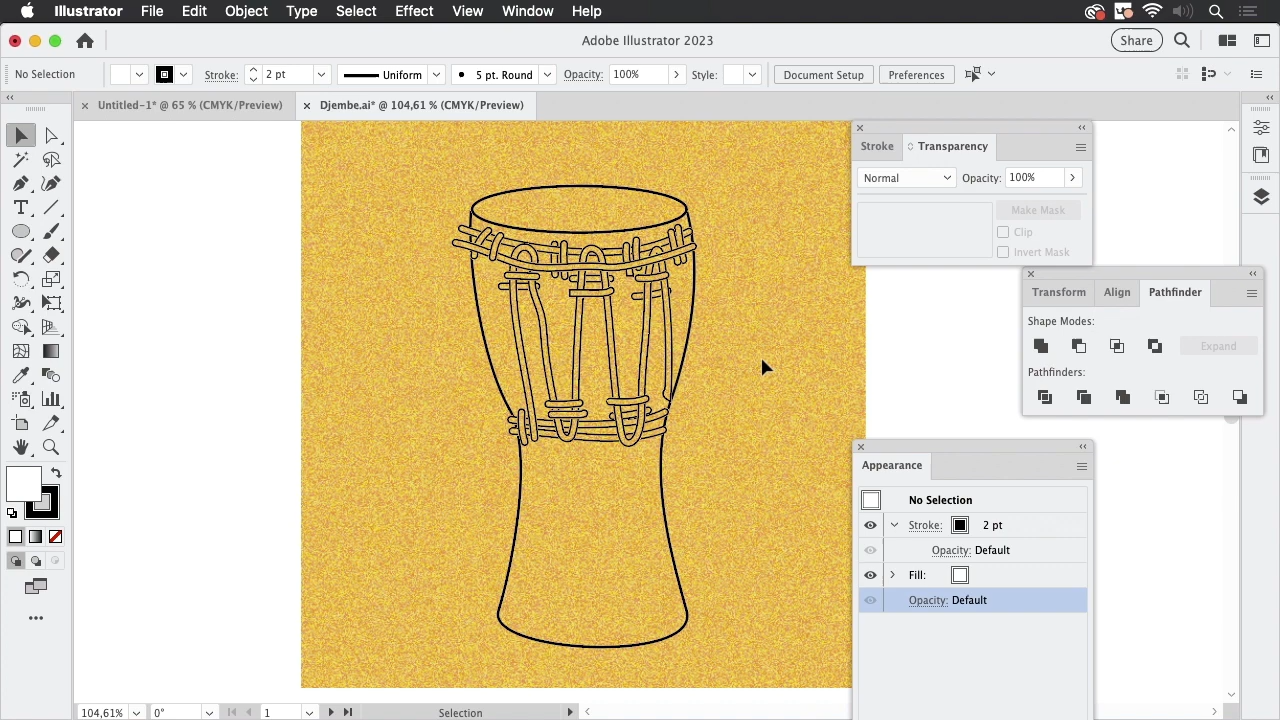 Illustrator File Edit Object Type Select Effect View Window Help
Adobe Illustrator 2023
Share
No Selection
Stroke: 2 pt
Uniform
5 pt. Round
Opacity: 100%
Style:
Document Setup
Preferences
Untitled-1* @ 65 % (CMYK/Preview)
Djembe.ai* @ 104,61 % (CMYK/Preview)
Stroke
Transparency
Normal
Opacity: 100%
Make Mask
Clip
Invert Mask
Transform
Align
Pathfinder
Shape Modes:
Expand
Pathfinders:
Appearance
No Selection
Stroke: 2 pt
Opacity: Default
Fill:
Opacity: Default
104,61%
0°
1
Selection